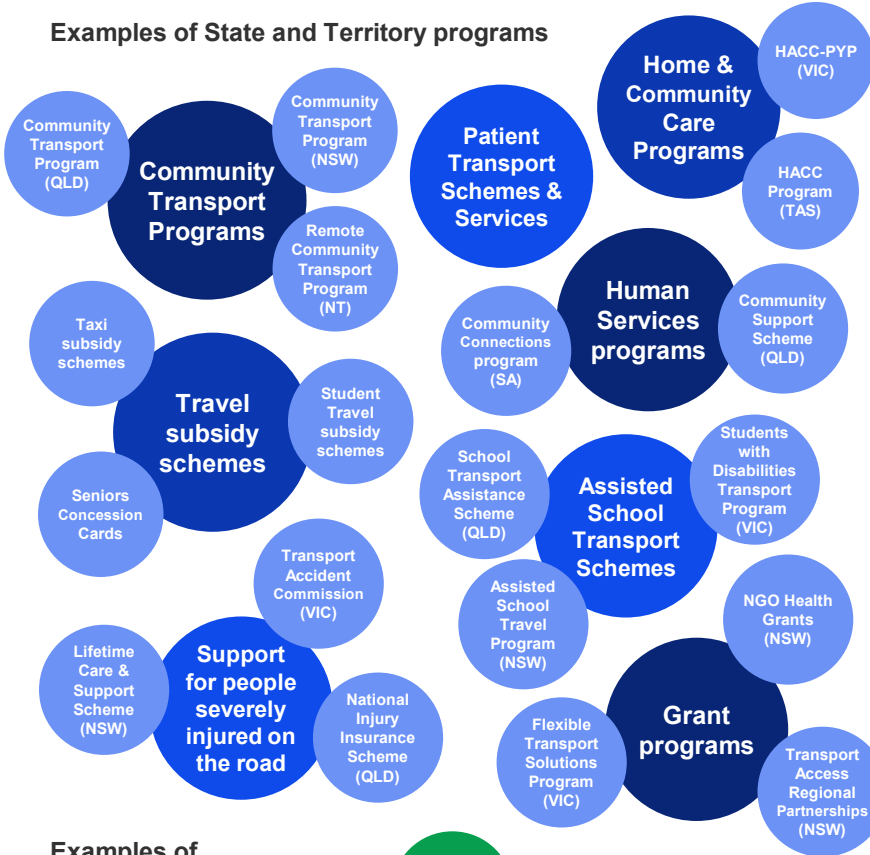 Examples of State and Territory programs
Community
Transport
Program
(QLD)
Community
Transport
Programs
Community
Transport
Program
(NSW)
Remote
Community
Transport
Program
(NT)
Patient
Transport
Schemes &
Services
Home &
Community
Care
Programs
HACC-PYP
(VIC)
HACC
Program
(TAS)
Taxi
subsidy
schemes
Travel
subsidy
schemes
Student
Travel
subsidy
schemes
Seniors
Concession
Cards
Human
Services
programs
Community
Connections
program
(SA)
Community
Support
Scheme
(QLD)
School
Transport
Assistance
Scheme
(QLD)
Assisted
School
Transport
Schemes
Students
with
Disabilities
Transport
Program
(VIC)
Assisted
School
Travel
Program
(NSW)
Transport
Accident
Commission
(VIC)
Lifetime
Care &
Support
Scheme
(NSW)
Support
for people
severely
injured on
the road
National
Injury
Insurance
Scheme
(QLD)
NGO Health
Grants
(NSW)
Grant
programs
Flexible
Transport
Solutions
Program
(VIC)
Transport
Access
Regional
Partnerships
(NSW)
Examples of